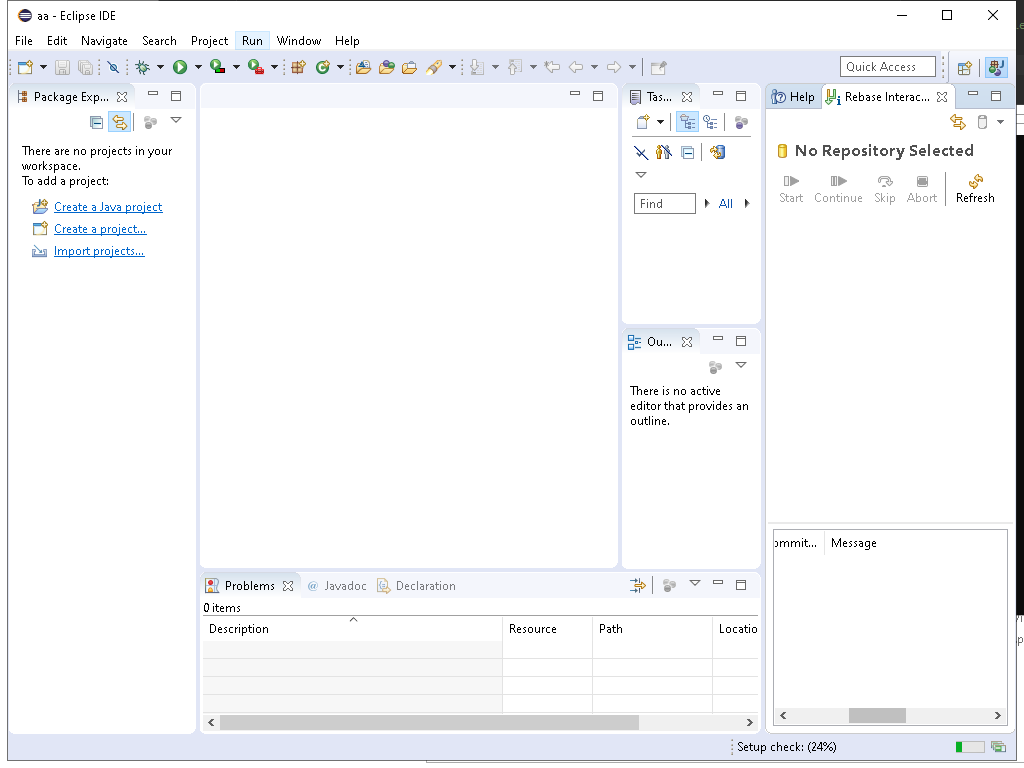 aa - Eclipse IDE
File Edit Navigate Search Project Run Window Help
Quick Access
Package Exp...
There are no projects in your
workspace.
To add a project:
Create a Java project
Create a project...
Import projects...
Tas...
Find
All
Ou...
There is no active
editor that provides an
outline.
Help
Rebase Interac...
No Repository Selected
Start Continue Skip Abort Refresh
ommit... Message
Problems @ Javadoc Declaration
0 items
Description Resource Path Locatio
Setup check: (24%)